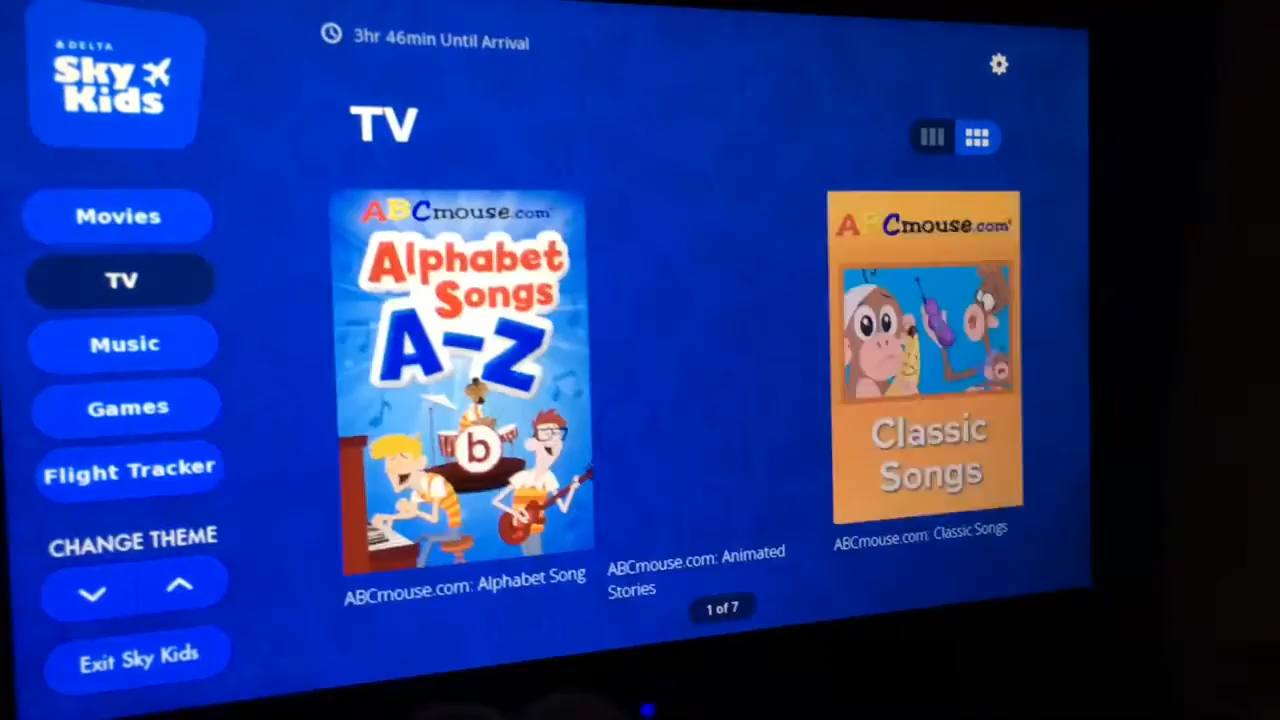 DELTA
Sky
Kids
3hr 46min Until Arrival
TV
Movies
TV
Music
Games
Flight Tracker
CHANGE THEME
Exit Sky Kids
ABCmouse.com
Alphabet
Songs
A-Z
b
ABCmouse.com: Alphabet Song
ABCmouse.com: Animated
Stories
ABCmouse.com
Classic
Songs
ABCmouse.com: Classic Songs
1 of 7